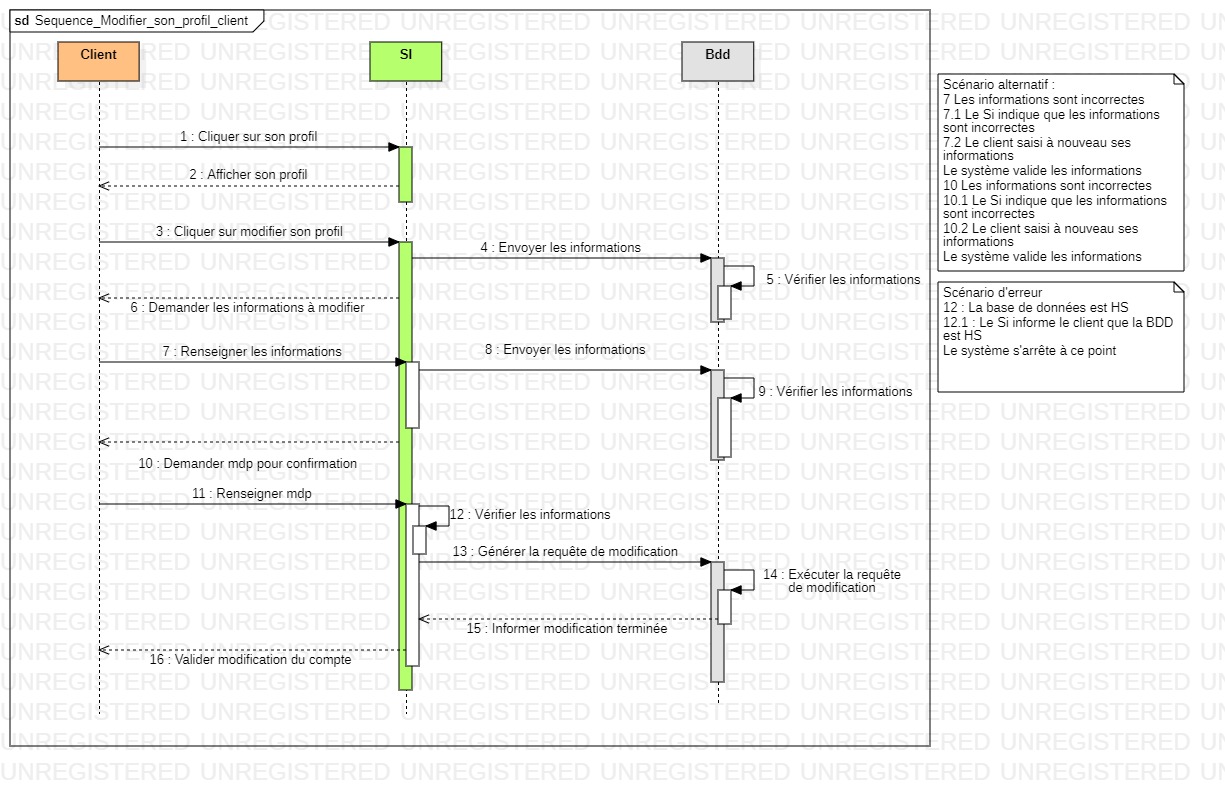 sd Sequence_Modifier_son_profil_client
Client
SI
Bdd
1 : Cliquer sur son profil
2 : Afficher son profil
3 : Cliquer sur modifier son profil
4 : Envoyer les informations
5 : Vérifier les informations
6 : Demander les informations à modifier
7 : Renseigner les informations
8 : Envoyer les informations
9 : Vérifier les informations
10 : Demander mdp pour confirmation
11 : Renseigner mdp
12 : Vérifier les informations
13 : Générer la requête de modification
14 : Exécuter la requête
de modification
15 : Informer modification terminée
16 : Valider modification du compte
Scénario alternatif :
7 Les informations sont incorrectes
7.1 Le Si indique que les informations
sont incorrectes
7.2 Le client saisi à nouveau ses
informations
Le système valide les informations
10 Les informations sont incorrectes
10.1 Le Si indique que les informations
sont incorrectes
10.2 Le client saisi à nouveau ses
informations
Le système valide les informations
Scénario d'erreur
12 : La base de données est HS
12.1 : Le Si informe le client que la BDD
est HS
Le système s'arrête à ce point
UNREGISTERED